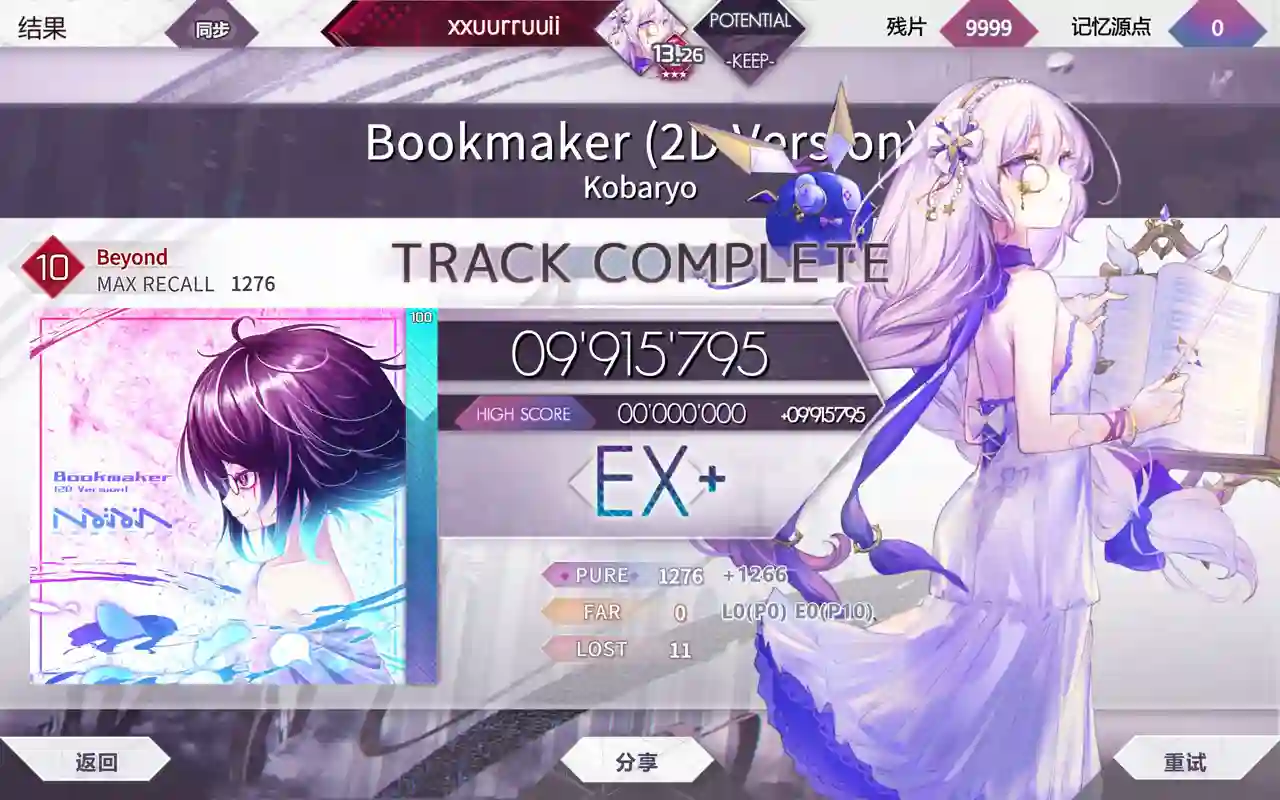 结果
同步
xxuurruuii
13.26
POTENTIAL
-KEEP-
残片
9999
记忆源点
0
Bookmaker (2D Version)
Kobaryo
10
Beyond
MAX RECALL 1276
TRACK COMPLETE
100
09'915'795
HIGH SCORE 00'000'000 +09'915'795
EX+
Bookmaker
(2D Version)
PURE 1276 +1266
FAR 0 L0(P0) E0(P10)
LOST 11
返回
分享
重试